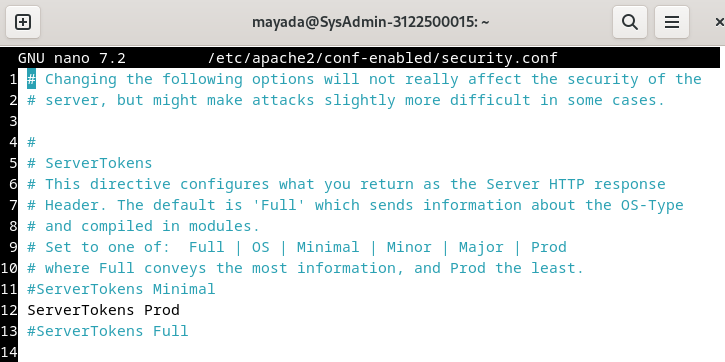 mayada@SysAdmin-3122500015: ~
GNU nano 7.2 /etc/apache2/conf-enabled/security.conf
1 # Changing the following options will not really affect the security of the
2 # server, but might make attacks slightly more difficult in some cases.
3
4 #
5 # ServerTokens
6 # This directive configures what you return as the Server HTTP response
7 # Header. The default is 'Full' which sends information about the OS-Type
8 # and compiled in modules.
9 # Set to one of:  Full | OS | Minimal | Minor | Major | Prod
10 # where Full conveys the most information, and Prod the least.
11 #ServerTokens Minimal
12 ServerTokens Prod
13 #ServerTokens Full
14